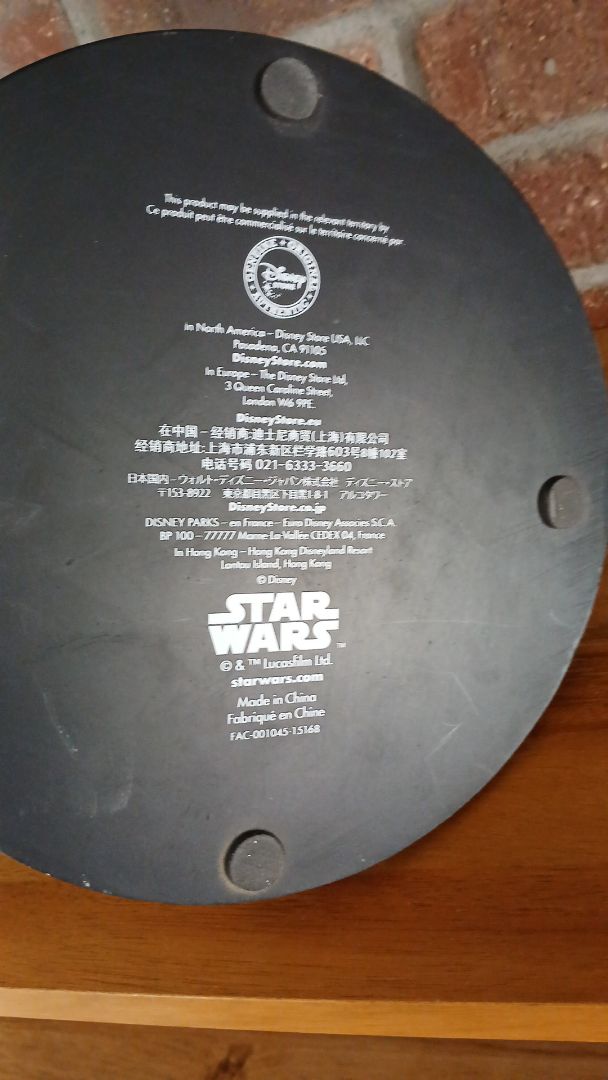 This product may be supplied in the relevant territory by
Ce produit peut être commercialisé sur le territoire concerné par
GENUINE ORIGINAL AUTHENTIC
Disney
STORE
in North America – Disney Store USA, LLC
Pasadena, CA 91105
DisneyStore.com
In Europe – The Disney Store Ltd,
3 Queen Caroline Street,
London W6 9PE.
DisneyStore.eu
在中国 – 经销商:迪士尼商贸(上海)有限公司
经销商地址:上海市浦东新区栏学路603号8幢102室
电话号码 021-6333-3660
日本国内 – ウォルト・ディズニー・ジャパン株式会社 ディズニー・ストア
〒153-8922 東京都目黒区下目黒1-8-1 アルコタワー
DisneyStore.co.jp
DISNEY PARKS – en France – Euro Disney Associes S.C.A.
BP 100 – 77777 Marne La Vallée CEDEX 04, France
In Hong Kong – Hong Kong Disneyland Resort
Lantau Island, Hong Kong
© Disney
STAR
WARS™
© & ™ Lucasfilm Ltd.
starwars.com
Made in China
Fabriqué en Chine
FAC-001045-15168